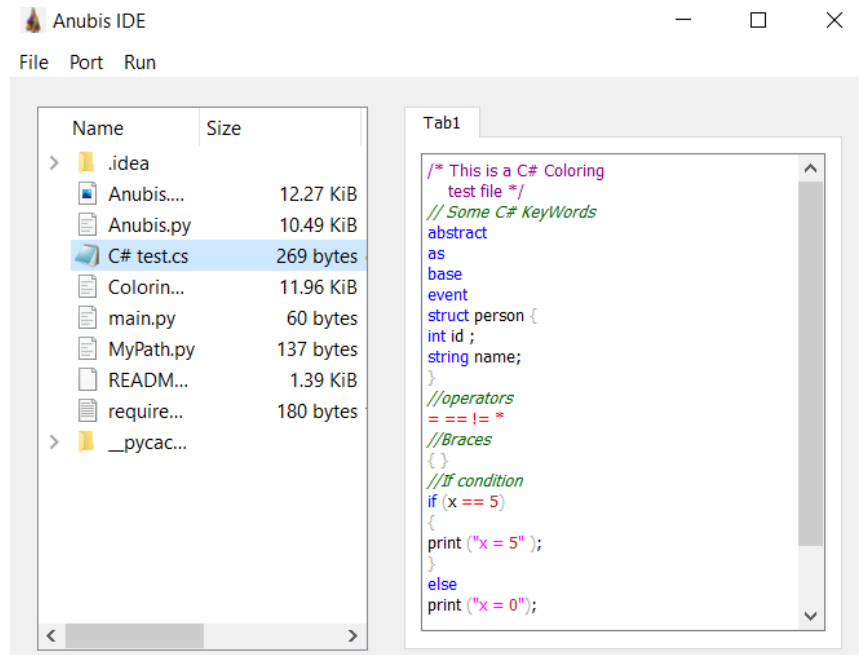 Anubis IDE
File Port Run
Name Size
.idea
Anubis.... 12.27 KiB
Anubis.py 10.49 KiB
C# test.cs 269 bytes
Colorin... 11.96 KiB
main.py 60 bytes
MyPath.py 137 bytes
READM... 1.39 KiB
require... 180 bytes
__pycac...
Tab1
/* This is a C# Coloring
test file */
// Some C# KeyWords
abstract
as
base
event
struct person {
int id ;
string name;
}
//operators
= == != *
//Braces
{ }
//If condition
if (x == 5)
{
print ("x = 5" );
}
else
print ("x = 0");